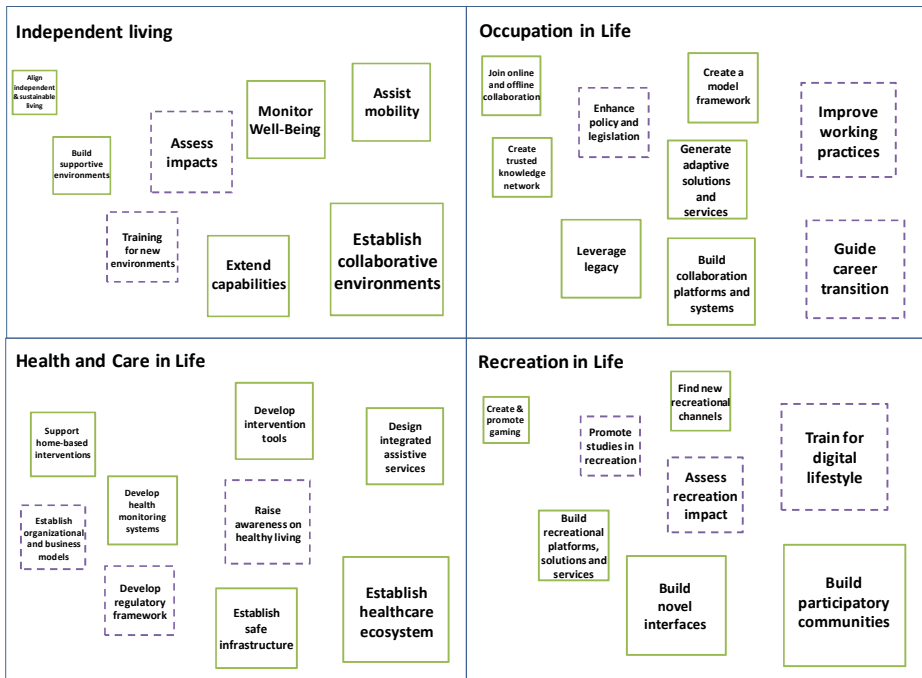 Independent living
Align
independent
& sustainable
living
Build
supportive
environments
Assess
impacts
Monitor
Well-Being
Assist
mobility
Training
for new
environments
Extend
capabilities
Establish
collaborative
environments
Occupation in Life
Join online
and offline
collaboration
Enhance
policy and
legislation
Create a
model
framework
Improve
working
practices
Create
trusted
knowledge
network
Generate
adaptive
solutions
and
services
Leverage
legacy
Build
collaboration
platforms and
systems
Guide
career
transition
Health and Care in Life
Support
home-based
interventions
Develop
intervention
tools
Design
integrated
assistive
services
Develop
health
monitoring
systems
Establish
organizational
and business
models
Raise
awareness on
healthy living
Develop
regulatory
framework
Establish
safe
infrastructure
Establish
healthcare
ecosystem
Recreation in Life
Create &
promote
gaming
Promote
studies in
recreation
Find new
recreational
channels
Train for
digital
lifestyle
Assess
recreation
impact
Build
recreational
platforms,
solutions and
services
Build
novel
interfaces
Build
participatory
communities